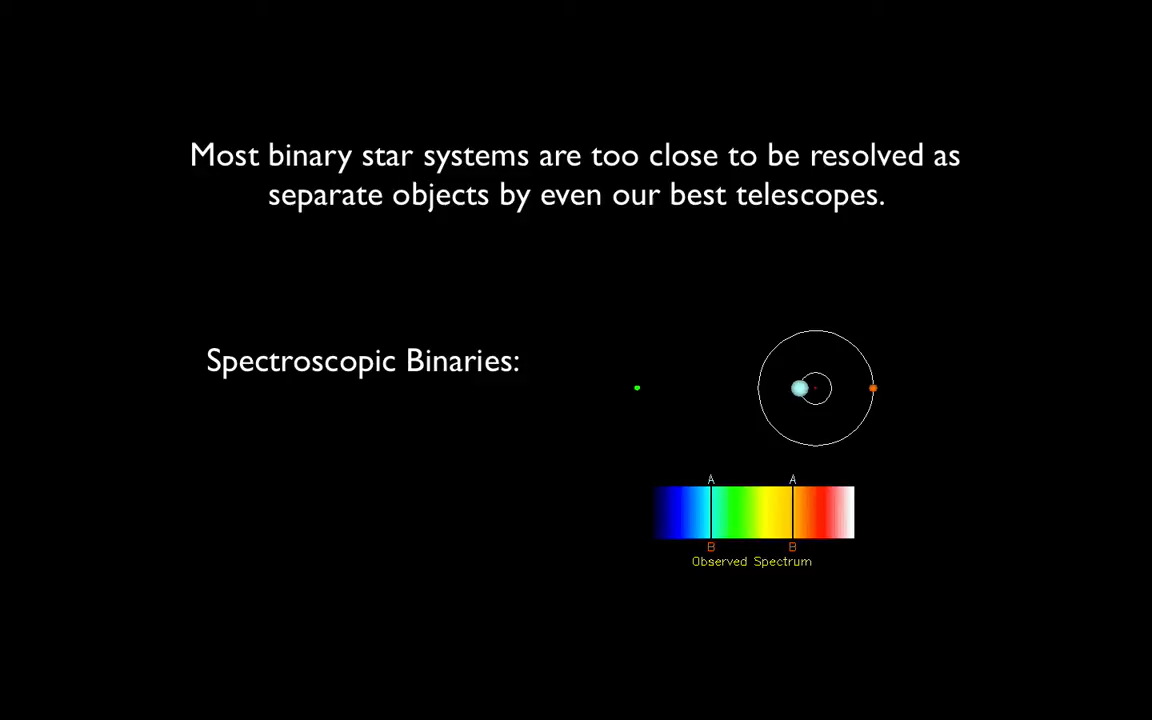 Most binary star systems are too close to be resolved as
separate objects by even our best telescopes.
Spectroscopic Binaries:
A A
B B
Observed Spectrum